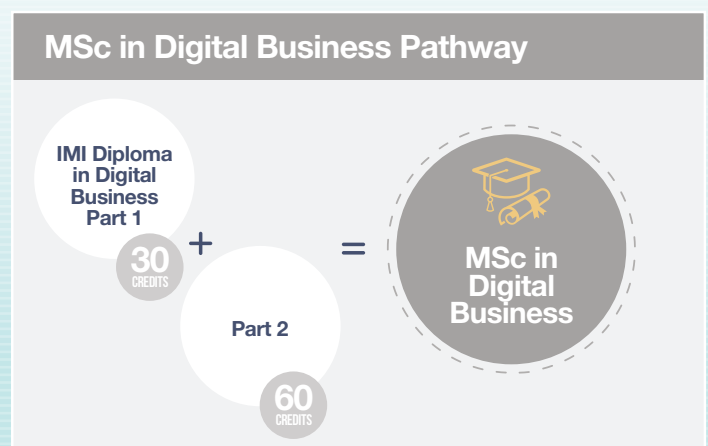 MSc in Digital Business Pathway
IMI Diploma
in Digital
Business
Part 1
30
CREDITS
+
Part 2
60
CREDITS
=
MSc in
Digital
Business